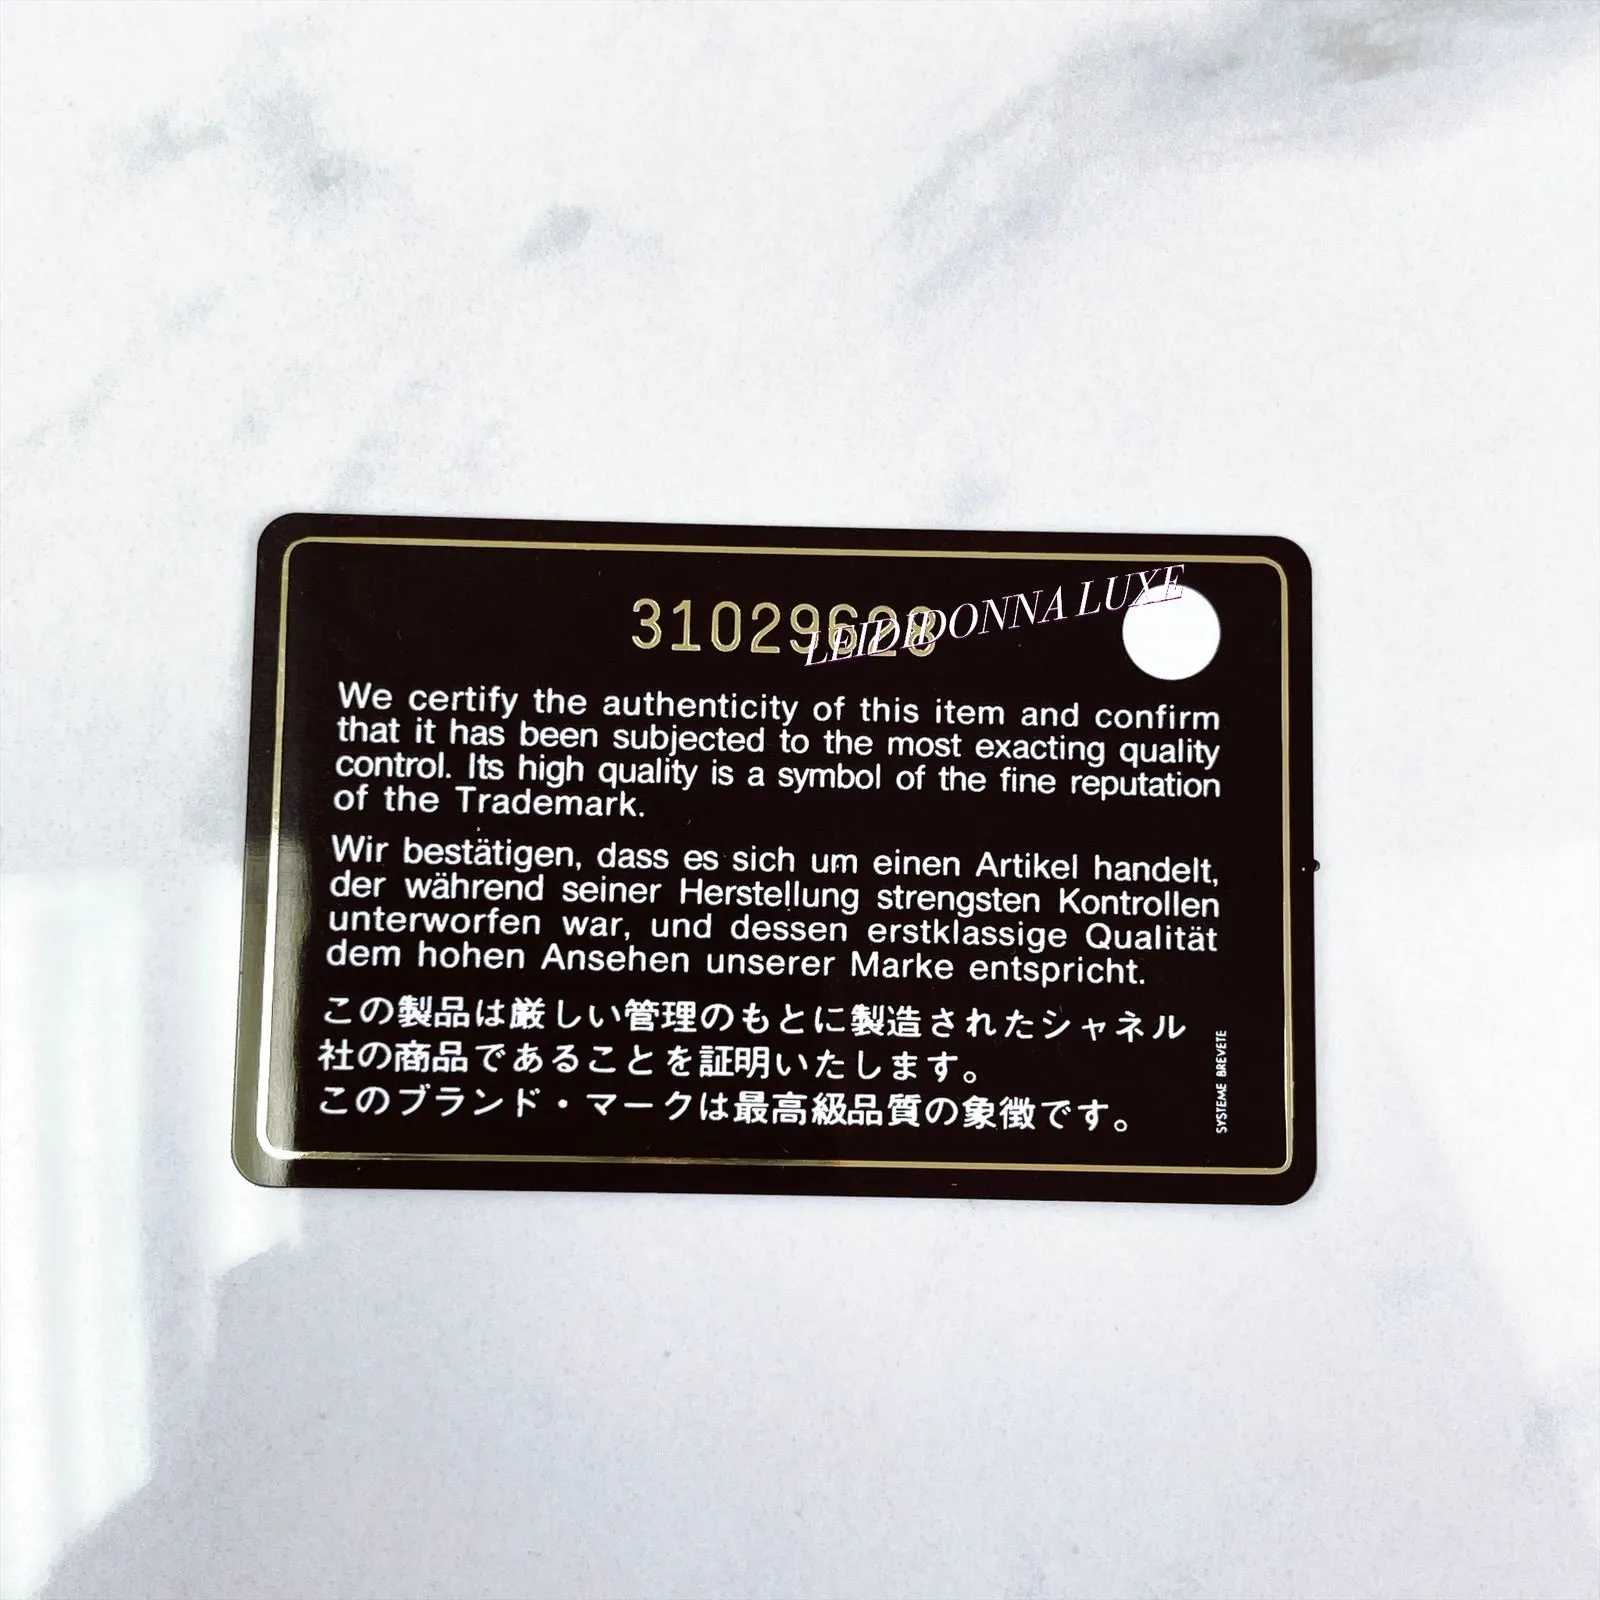 31029628
LEIDI DONNA LUXE
We certify the authenticity of this item and confirm
that it has been subjected to the most exacting quality
control. Its high quality is a symbol of the fine reputation
of the Trademark.
Wir bestätigen, dass es sich um einen Artikel handelt,
der während seiner Herstellung strengsten Kontrollen
unterworfen war, und dessen erstklassige Qualität
dem hohen Ansehen unserer Marke entspricht.
この製品は厳しい管理のもとに製造されたシャネル
社の商品であることを証明いたします。
このブランド・マークは最高級品質の象徴です。
SYSTEME BREVETE